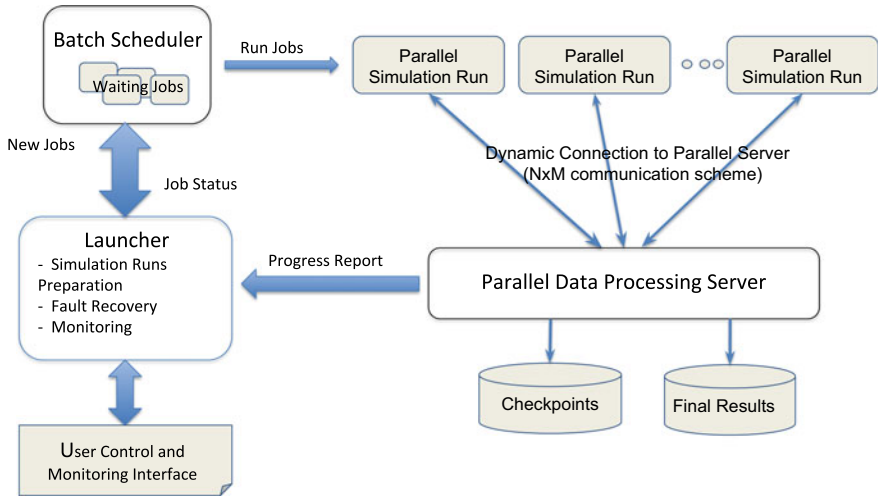 Batch Scheduler
Waiting Jobs
Run Jobs
Parallel
Simulation Run
Parallel
Simulation Run
Parallel
Simulation Run
New Jobs
Job Status
Dynamic Connection to Parallel Server
(NxM communication scheme)
Launcher
- Simulation Runs
Preparation
- Fault Recovery
- Monitoring
Progress Report
Parallel Data Processing Server
Checkpoints
Final Results
User Control and
Monitoring Interface